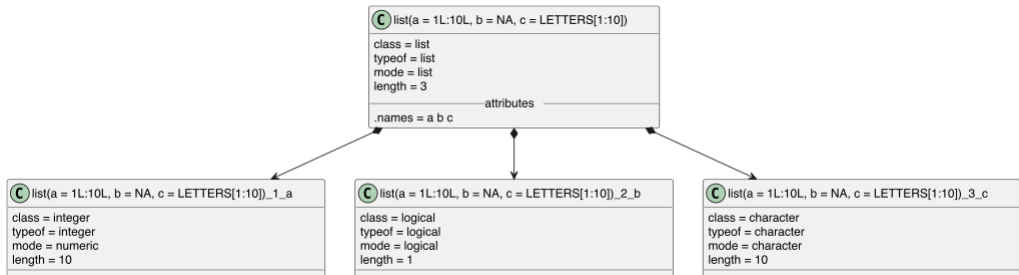 C list(a = 1L:10L, b = NA, c = LETTERS[1:10])
class = list
typeof = list
mode = list
length = 3
attributes
.names = a b c
C list(a = 1L:10L, b = NA, c = LETTERS[1:10])_1_a
class = integer
typeof = integer
mode = numeric
length = 10
C list(a = 1L:10L, b = NA, c = LETTERS[1:10])_2_b
class = logical
typeof = logical
mode = logical
length = 1
C list(a = 1L:10L, b = NA, c = LETTERS[1:10])_3_c
class = character
typeof = character
mode = character
length = 10